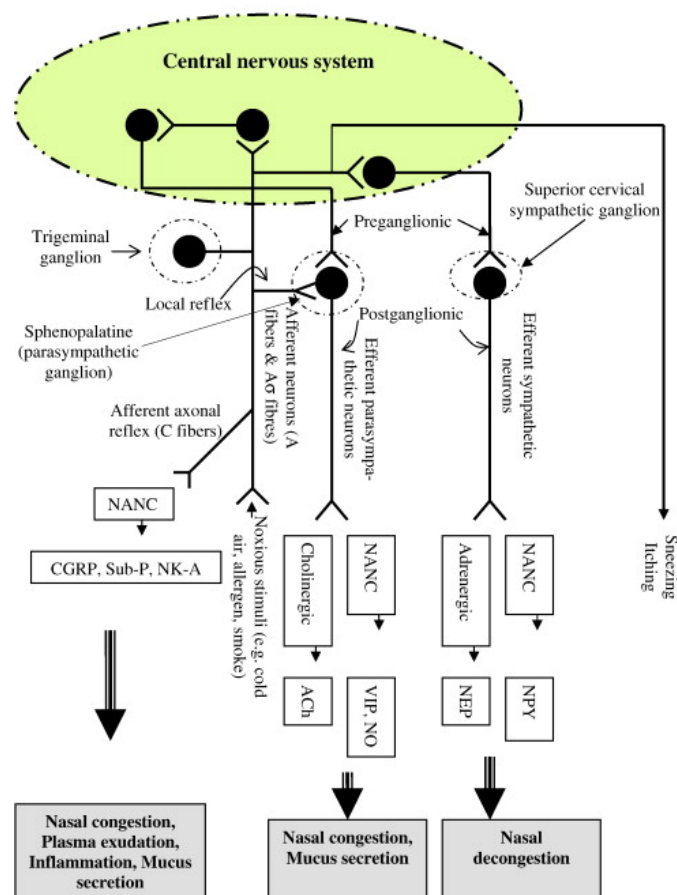 Central nervous system
Superior cervical
sympathetic ganglion
Preganglionic
Trigeminal
ganglion
Local reflex
Sphenopalatine
(parasympathetic
ganglion)
Postganglionic
Afferent neurons (A
fibers & Aσ fibres)
Efferent parasympa-
thetic neurons
Efferent sympathetic
neurons
Afferent axonal
reflex (C fibers)
NANC
CGRP, Sub-P, NK-A
Noxious stimuli (e.g. cold
air, allergen, smoke)
Cholinergic
NANC
Adrenergic
NANC
Sneezing
Itching
ACh
VIP, NO
NEP
NPY
Nasal congestion,
Plasma exudation,
Inflammation, Mucus
secretion
Nasal congestion,
Mucus secretion
Nasal
decongestion